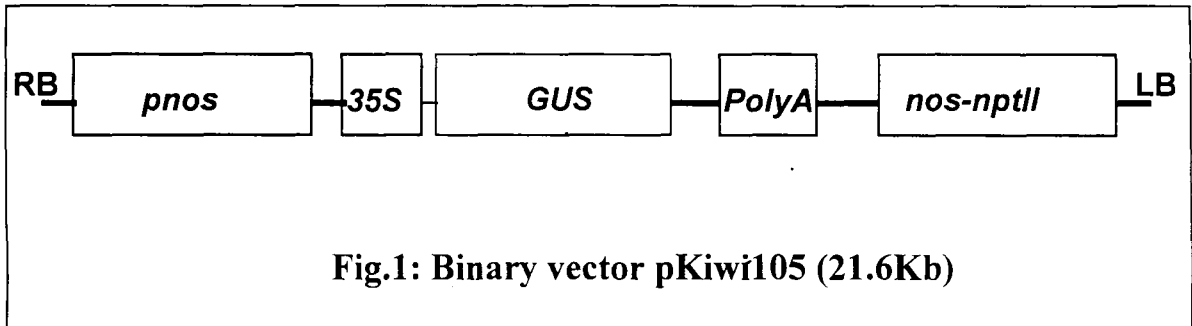 RB pnos 35S GUS PolyA nos-nptII LB
Fig.1: Binary vector pKiwi105 (21.6Kb)